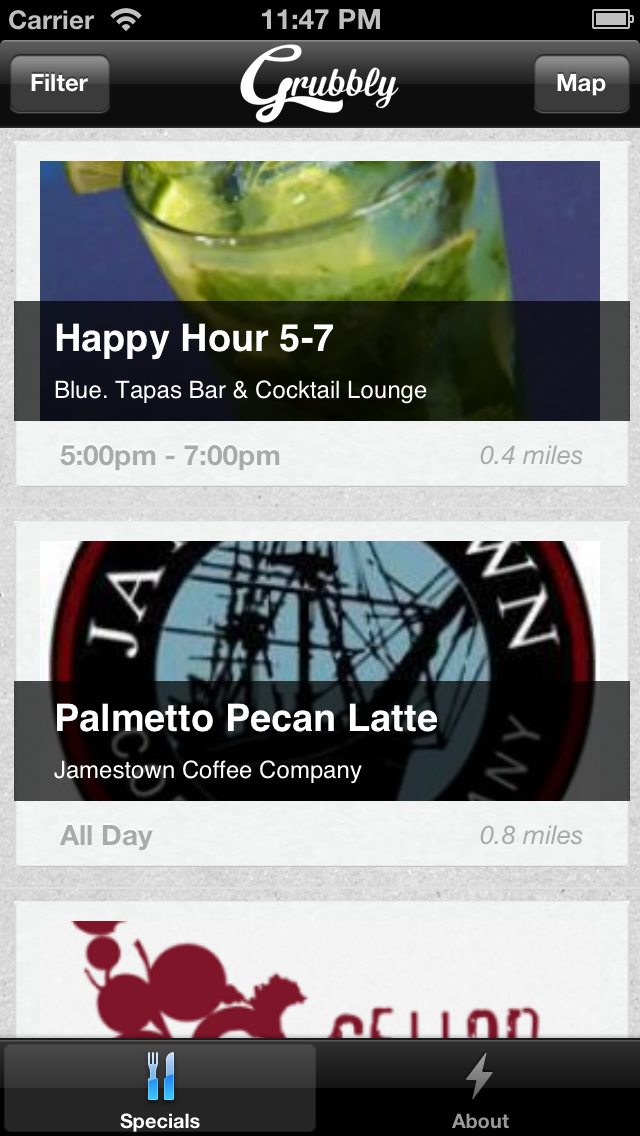 Carrier 11:47 PM
Filter Grubbly Map
Happy Hour 5-7
Blue. Tapas Bar & Cocktail Lounge
5:00pm - 7:00pm 0.4 miles
Palmetto Pecan Latte
Jamestown Coffee Company
All Day 0.8 miles
Specials About